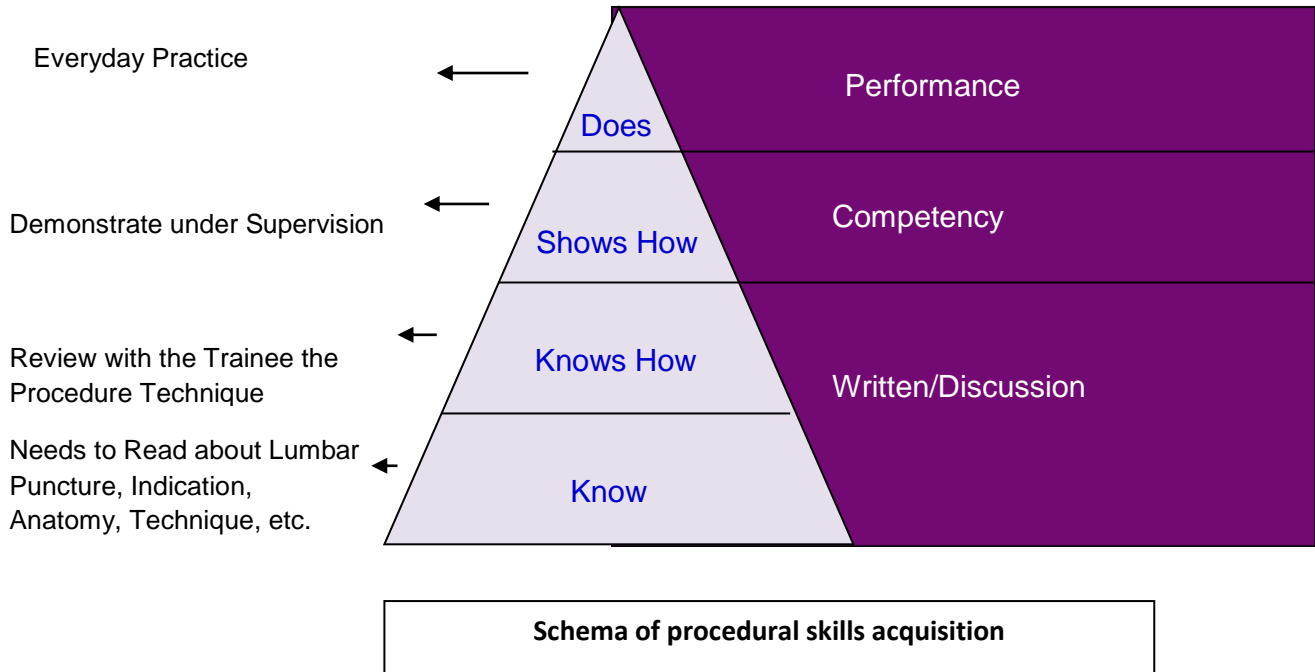 Everyday Practice
Does
Performance
Demonstrate under Supervision
Shows How
Competency
Review with the Trainee the
Procedure Technique
Knows How
Written/Discussion
Needs to Read about Lumbar
Puncture, Indication,
Anatomy, Technique, etc.
Know
Schema of procedural skills acquisition